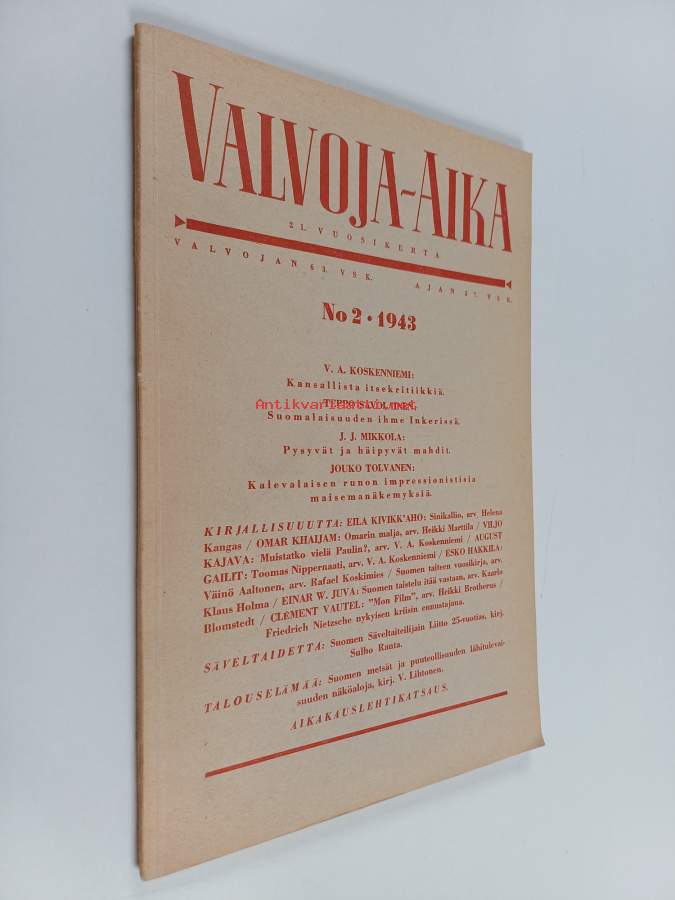 VALVOJA-AIKA
21. VUOSIKERTA
VALVOJAN 63. VSK. AJAN 37. VSK.
No 2 • 1943
V. A. KOSKENNIEMI:
Kansallista itsekritiikkiä.
TEPPO SAVOLAINEN:
Suomalaisuuden ihme Inkerissä.
J. J. MIKKOLA:
Pysyvät ja häipyvät mahdit.
JOUKO TOLVANEN:
Kalevalaisen runon impressionistisia
maisemanäkemyksiä.
KIRJALLISUUUTTA: EILA KIVIKK'AHO: Sinikallio, arv. Helena
Kangas / OMAR KHAIJAM: Omarin malja, arv. Heikki Marttila / VILJO
KAJAVA: Muistatko vielä Paulin?, arv. V. A. Koskenniemi / AUGUST
GAILIT: Toomas Nippernaati, arv. V. A. Koskenniemi / ESKO HAKKILA:
Väinö Aaltonen, arv. Rafael Koskimies / Suomen taiteen vuosikirja, arv.
Klaus Holma / EINAR W. JUVA: Suomen taistelu itää vastaan, arv. Kaarlo
Blomstedt / CLÉMENT VAUTEL: "Mon Film", arv. Heikki Brotherus /
Friedrich Nietzsche nykyisen kriisin ennustajana.
SÄVELTAIDETTA: Suomen Säveltaiteilijain Liitto 25-vuotias, kirj.
Sulho Ranta.
TALOUSELÄMÄÄ: Suomen metsät ja puuteollisuuden lähitulevai-
suuden näköaloja, kirj. V. Lihtonen.
AIKAKAUSLEHTIKATSAUS.